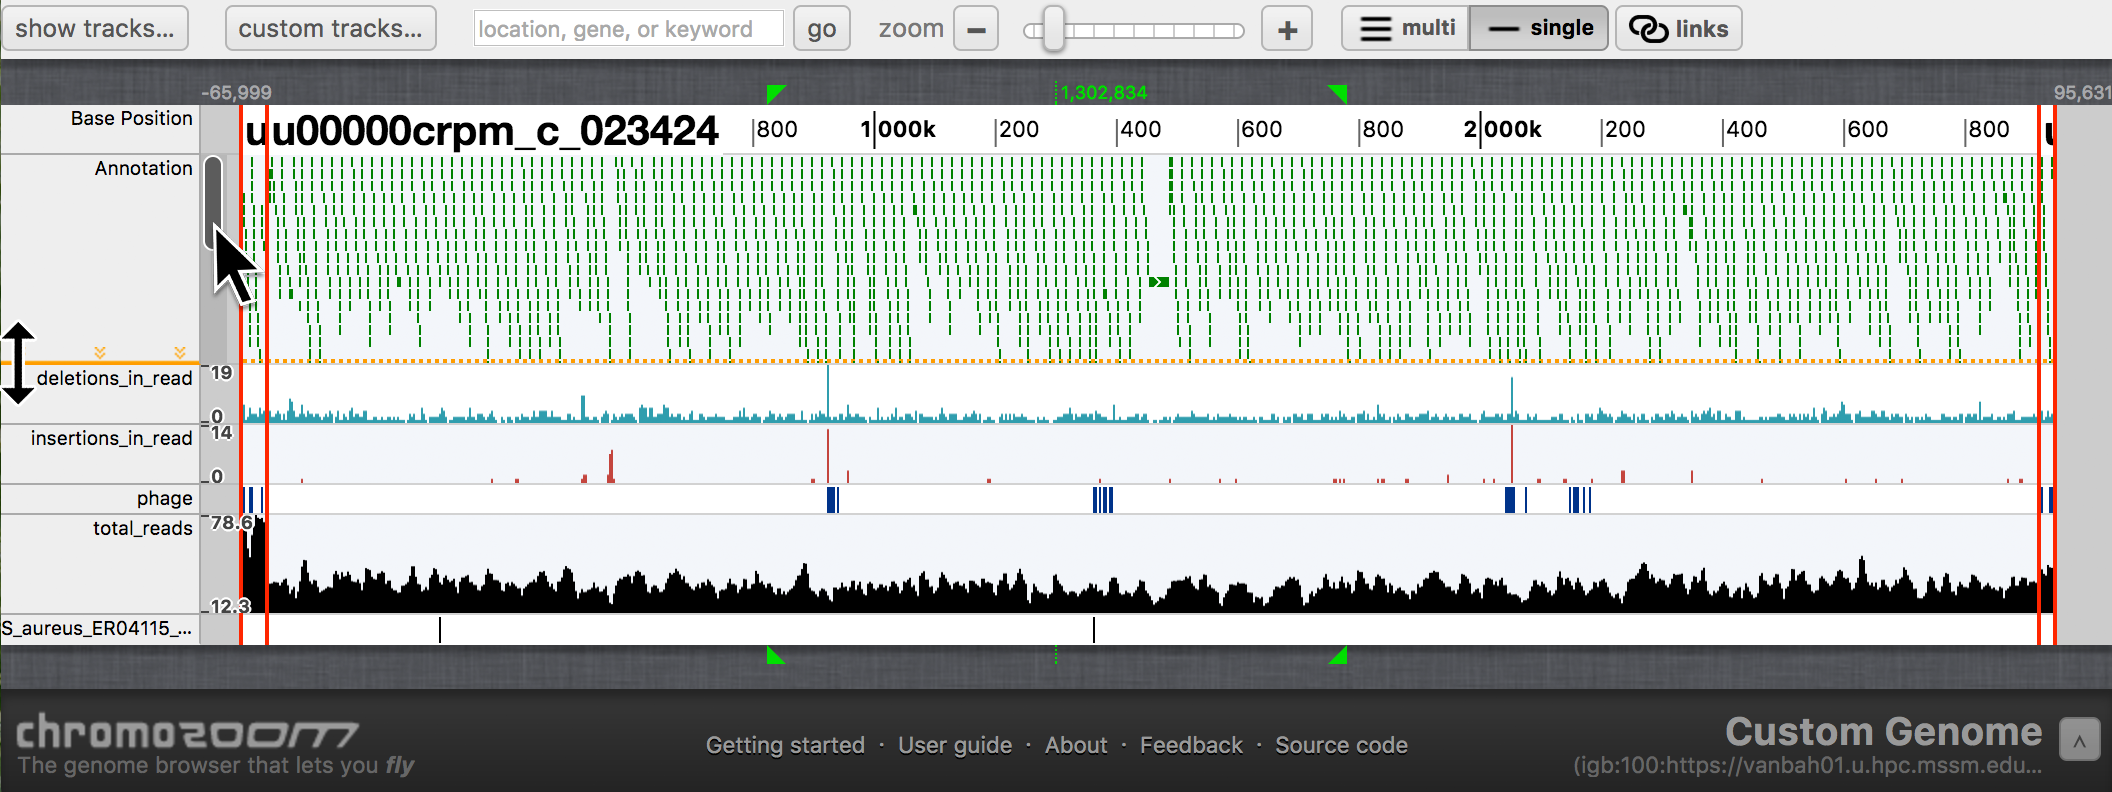 show tracks... custom tracks... location, gene, or keyword go zoom − + multi single links
-65,999 1,302,834 95,631
Base Position uu00000crpm_c_023424 800 1,000k 200 400 600 800 2,000k 200 400 600 800
Annotation
deletions_in_read 19
0
insertions_in_read 14
0
phage
total_reads 78.6
12.3
S_aureus_ER04115_...
chromozoom
The genome browser that lets you fly
Getting started · User guide · About · Feedback · Source code
Custom Genome
(igb:100:https://vanbah01.u.hpc.mssm.edu...